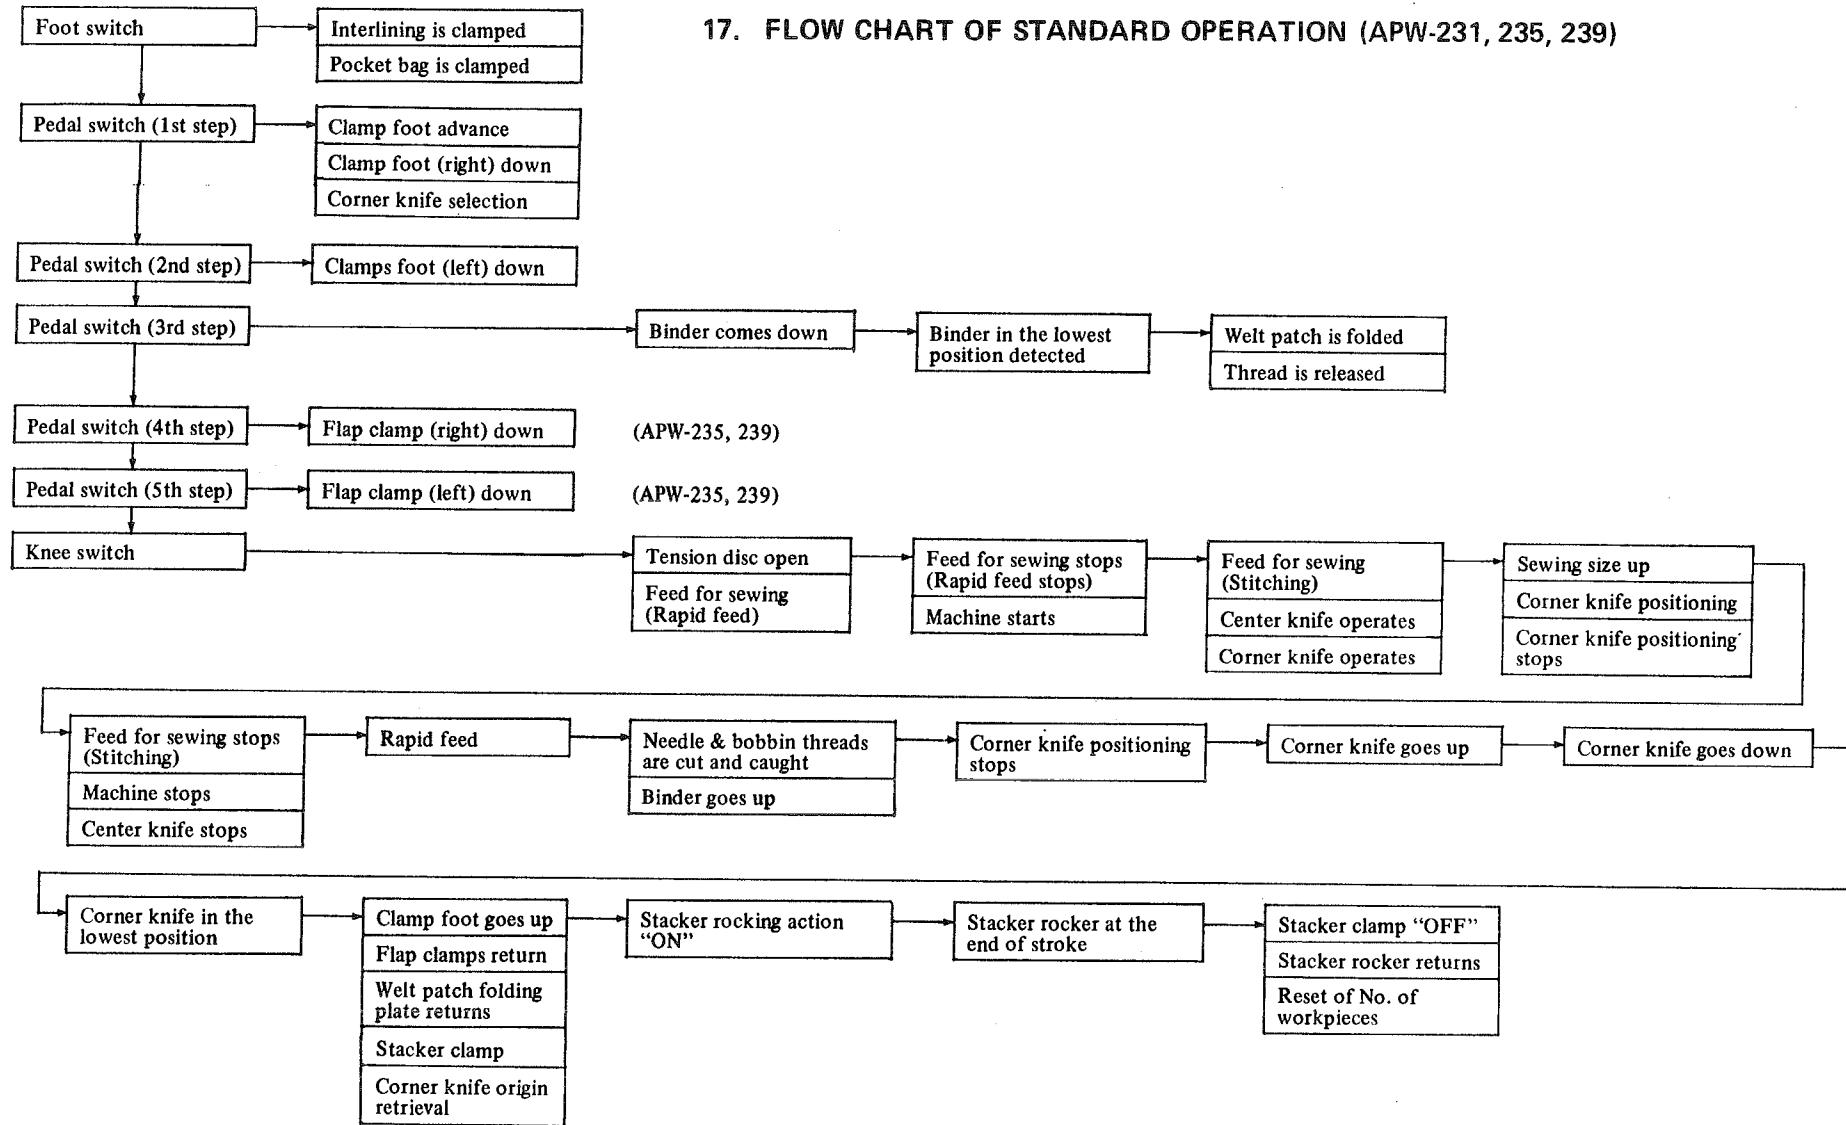 17. FLOW CHART OF STANDARD OPERATION (APW-231, 235, 239)
Foot switch
Interlining is clamped
Pocket bag is clamped
Pedal switch (1st step)
Clamp foot advance
Clamp foot (right) down
Corner knife selection
Pedal switch (2nd step)
Clamps foot (left) down
Pedal switch (3rd step)
Binder comes down
Binder in the lowest
position detected
Welt patch is folded
Thread is released
Pedal switch (4th step)
Flap clamp (right) down
(APW-235, 239)
Pedal switch (5th step)
Flap clamp (left) down
(APW-235, 239)
Knee switch
Tension disc open
Feed for sewing
(Rapid feed)
Feed for sewing stops
(Rapid feed stops)
Machine starts
Feed for sewing
(Stitching)
Center knife operates
Corner knife operates
Sewing size up
Corner knife positioning
Corner knife positioning
stops
Feed for sewing stops
(Stitching)
Machine stops
Center knife stops
Rapid feed
Needle & bobbin threads
are cut and caught
Binder goes up
Corner knife positioning
stops
Corner knife goes up
Corner knife goes down
Corner knife in the
lowest position
Clamp foot goes up
Flap clamps return
Welt patch folding
plate returns
Stacker clamp
Corner knife origin
retrieval
Stacker rocking action
“ON”
Stacker rocker at the
end of stroke
Stacker clamp “OFF”
Stacker rocker returns
Reset of No. of
workpieces